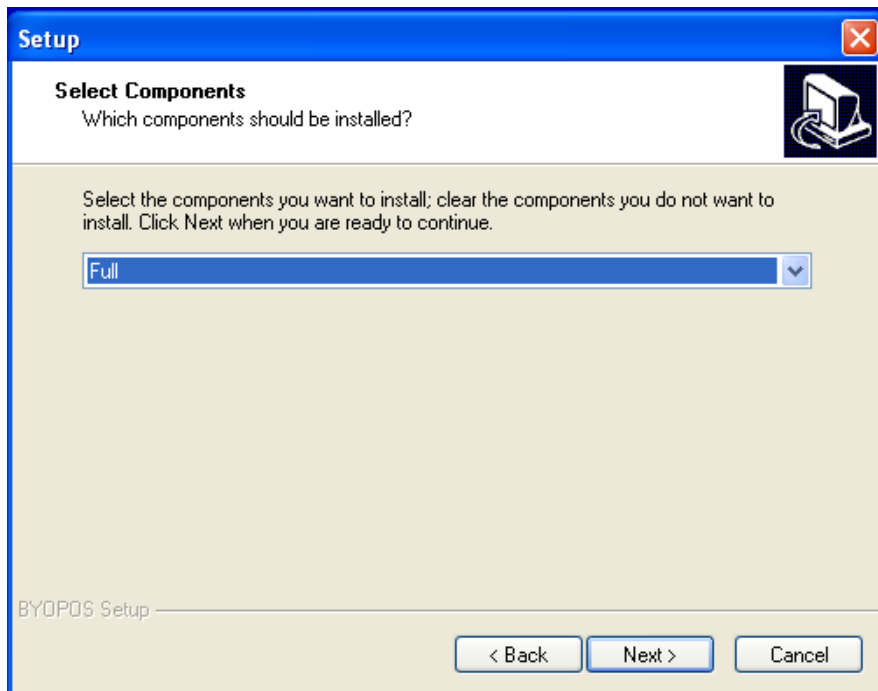 Setup
Select Components
Which components should be installed?
Select the components you want to install; clear the components you do not want to
install. Click Next when you are ready to continue.
Full
BYOPOS Setup
< Back Next > Cancel